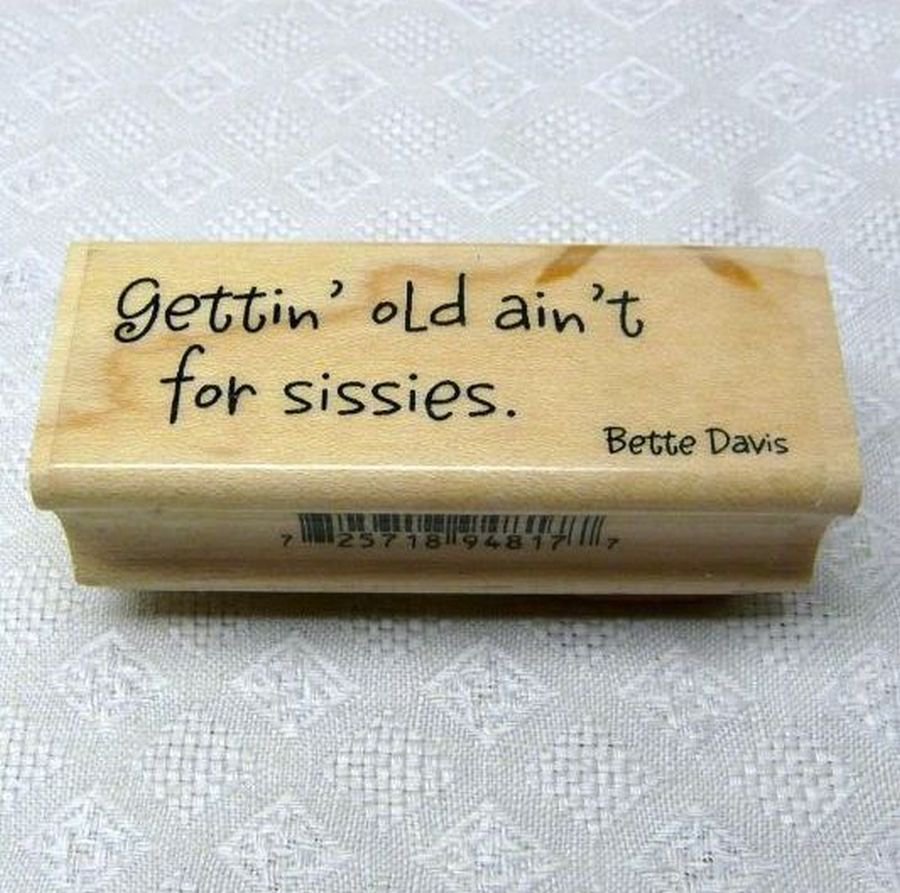 gettin' old ain't
for sissies.
Bette Davis
7 25718 94817 7